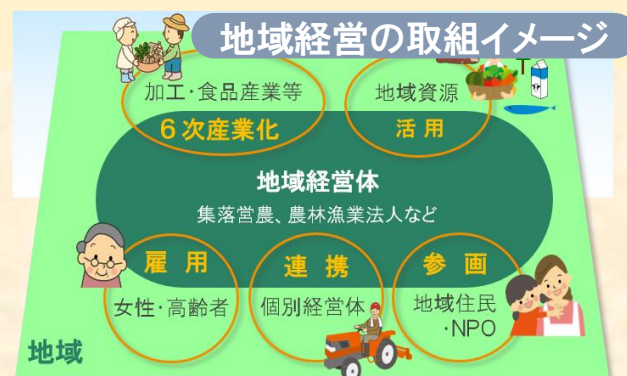 地域経営の取組イメージ
加工・食品産業等
6次産業化
地域資源
活用
T
地域経営体
集落営農、農林漁業法人など
雇用
女性・高齢者
連携
個別経営体
参画
地域住民
・NPO
地域